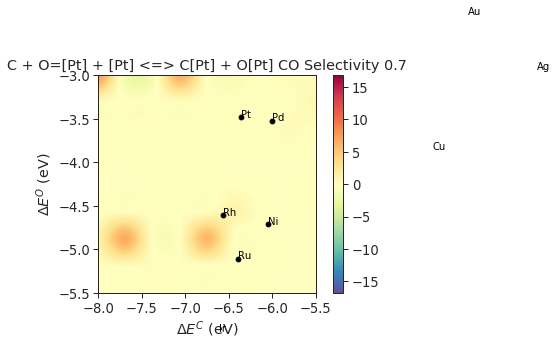 Au
Ag
C + O=[Pt] + [Pt] <=> C[Pt] + O[Pt] CO Selectivity 0.7
Cu
−3.0
−3.5
−4.0
−4.5
−5.0
−5.5
ΔE^O (eV)
Pt
Pd
Rh
Ni
Ru
−8.0 −7.5 −7.0 −6.5 −6.0 −5.5
ΔE^C (eV)
Ir
15
10
5
0
−5
−10
−15